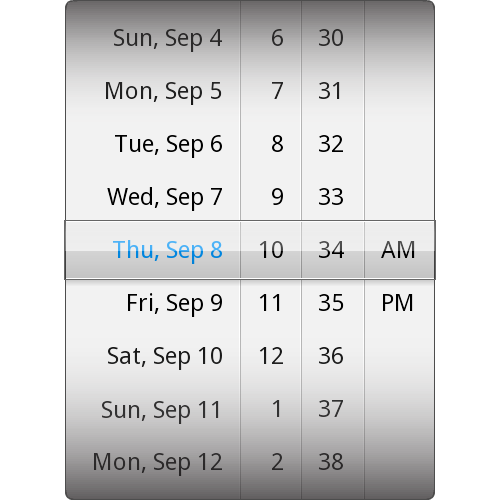 Sun, Sep 4 6 30
Mon, Sep 5 7 31
Tue, Sep 6 8 32
Wed, Sep 7 9 33
Thu, Sep 8 10 34 AM
Fri, Sep 9 11 35 PM
Sat, Sep 10 12 36
Sun, Sep 11 1 37
Mon, Sep 12 2 38